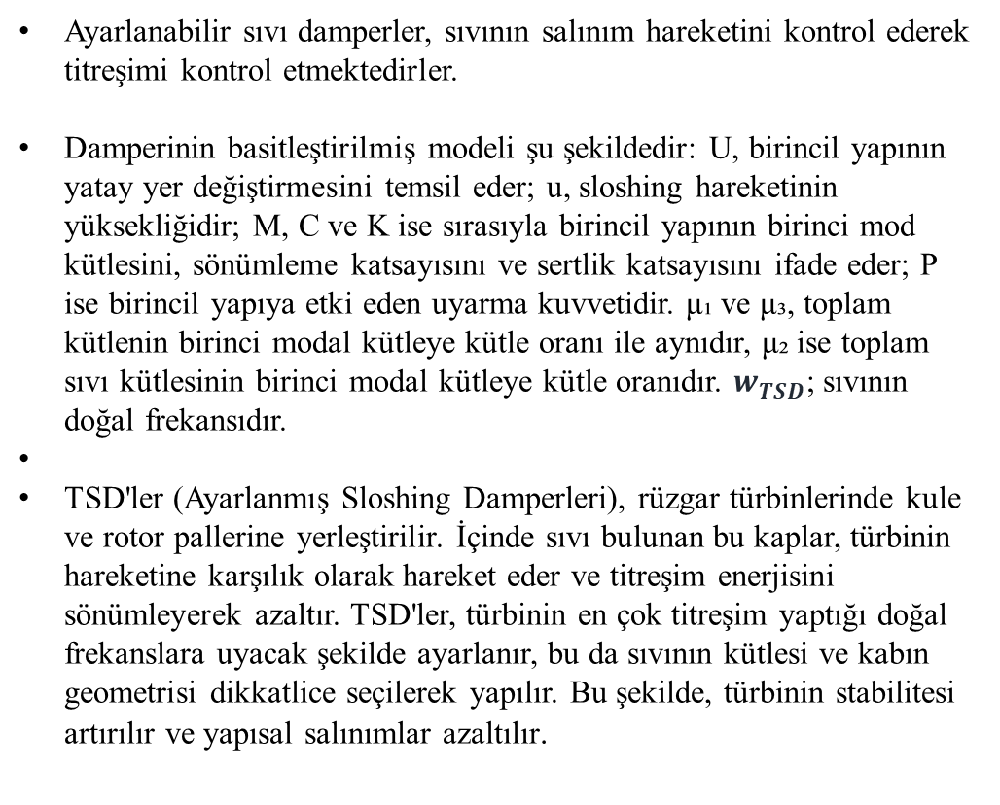 • Ayarlanabilir sıvı damperler, sıvının salınım hareketini kontrol ederek
titreşimi kontrol etmektedirler.
• Damperinin basitleştirilmiş modeli şu şekildedir: U, birincil yapının
yatay yer değiştirmesini temsil eder; u, sloshing hareketinin
yüksekliğidir; M, C ve K ise sırasıyla birincil yapının birinci mod
kütlesini, sönümleme katsayısını ve sertlik katsayısını ifade eder; P
ise birincil yapıya etki eden uyarma kuvvetidir. μ₁ ve μ₃, toplam
kütlenin birinci modal kütleye kütle oranı ile aynıdır, μ₂ ise toplam
sıvı kütlesinin birinci modal kütleye kütle oranıdır. w_TSD; sıvının
doğal frekansıdır.
•
• TSD'ler (Ayarlanmış Sloshing Damperleri), rüzgar türbinlerinde kule
ve rotor pallerine yerleştirilir. İçinde sıvı bulunan bu kaplar, türbinin
hareketine karşılık olarak hareket eder ve titreşim enerjisini
sönümleyerek azaltır. TSD'ler, türbinin en çok titreşim yaptığı doğal
frekanslara uyacak şekilde ayarlanır, bu da sıvının kütlesi ve kabın
geometrisi dikkatlice seçilerek yapılır. Bu şekilde, türbinin stabilitesi
artırılır ve yapısal salınımlar azaltılır.